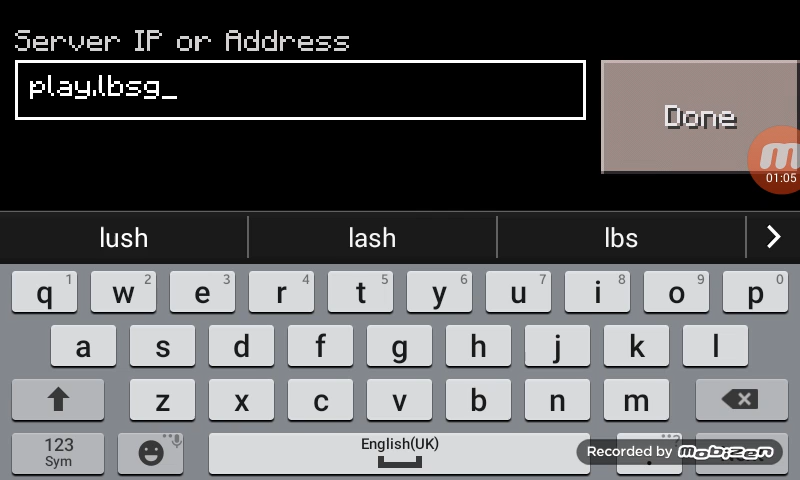 Server IP or Address
play.lbsg_
Done
01:05
lush lash lbs
q 1 w 2 e 3 r 4 t 5 y 6 u 7 i 8 o 9 p 0
a s d f g h j k l
z x c v b n m
123
Sym
English(UK)
Recorded by mobizen